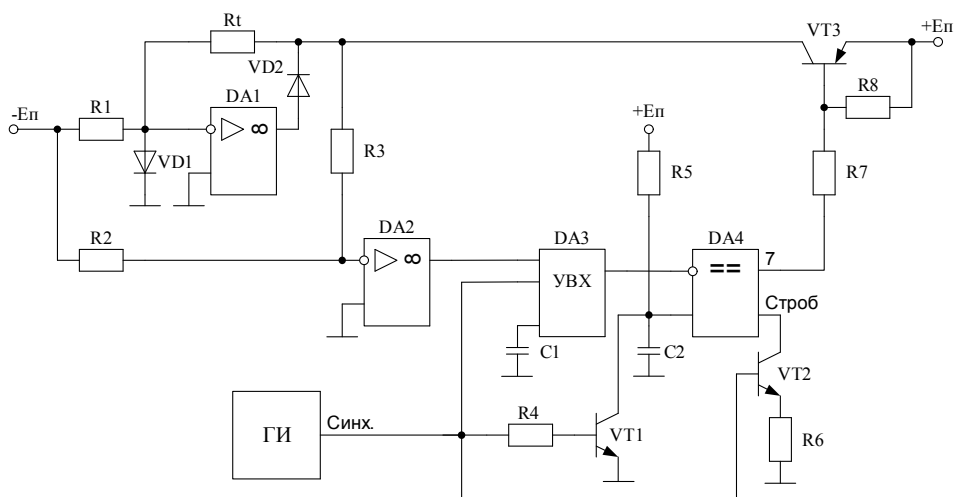 Rt
VT3
+Eп
VD2
R8
-Eп
R1
DA1
∞
+Eп
VD1
R3
R5
R7
R2
DA2
DA3
DA4
∞
УВХ
==
7
Строб
C1
C2
VT2
ГИ
Синх.
R4
VT1
R6